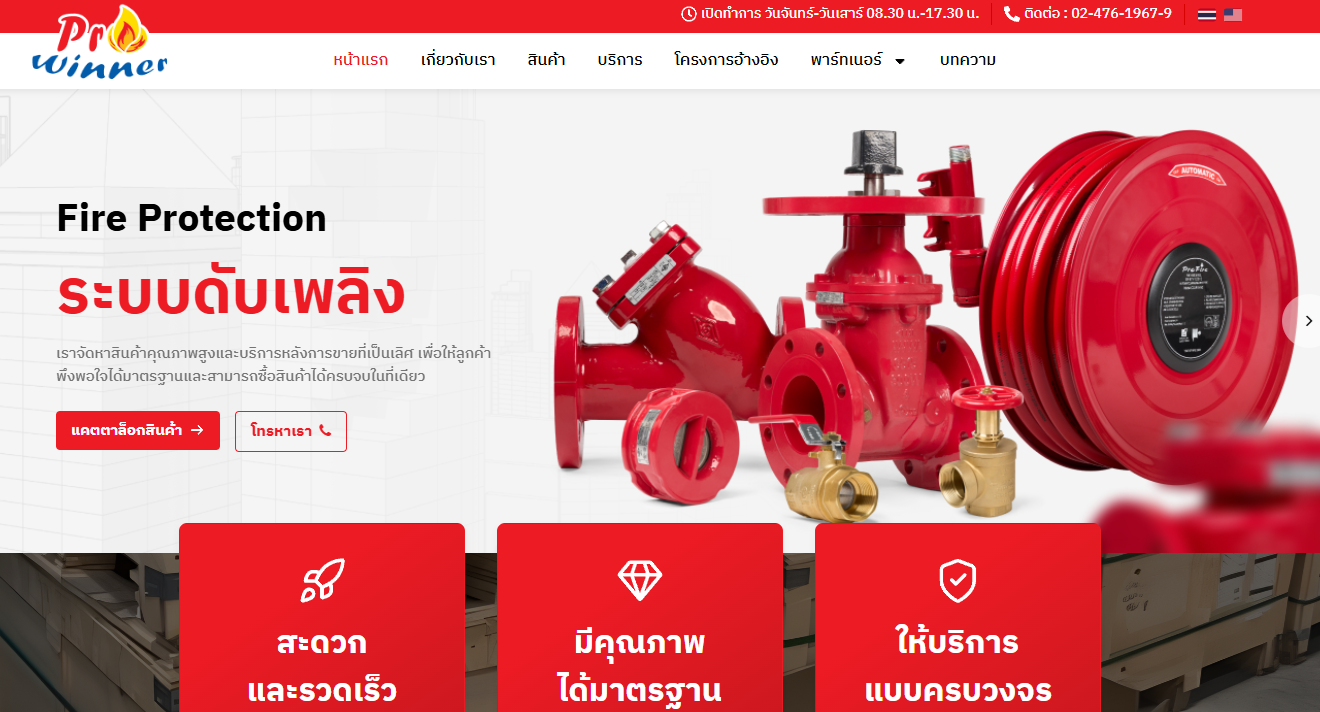 เปิดทำการ วันจันทร์-วันเสาร์ 08.30 น.-17.30 น.
ติดต่อ : 02-476-1967-9
Pro
Winner
หน้าแรก
เกี่ยวกับเรา
สินค้า
บริการ
โครงการอ้างอิง
พาร์ทเนอร์
บทความ
Fire Protection
ระบบดับเพลิง
เราจัดหาสินค้าคุณภาพสูงและบริการหลังการขายที่เป็นเลิศ เพื่อให้ลูกค้า
พึงพอใจได้มาตรฐานและสามารถซื้อสินค้าได้ครบจบในที่เดียว
แคตตาล็อกสินค้า
โทรหาเรา
AUTOMATIC
สะดวก
และรวดเร็ว
มีคุณภาพ
ได้มาตรฐาน
ให้บริการ
แบบครบวงจร